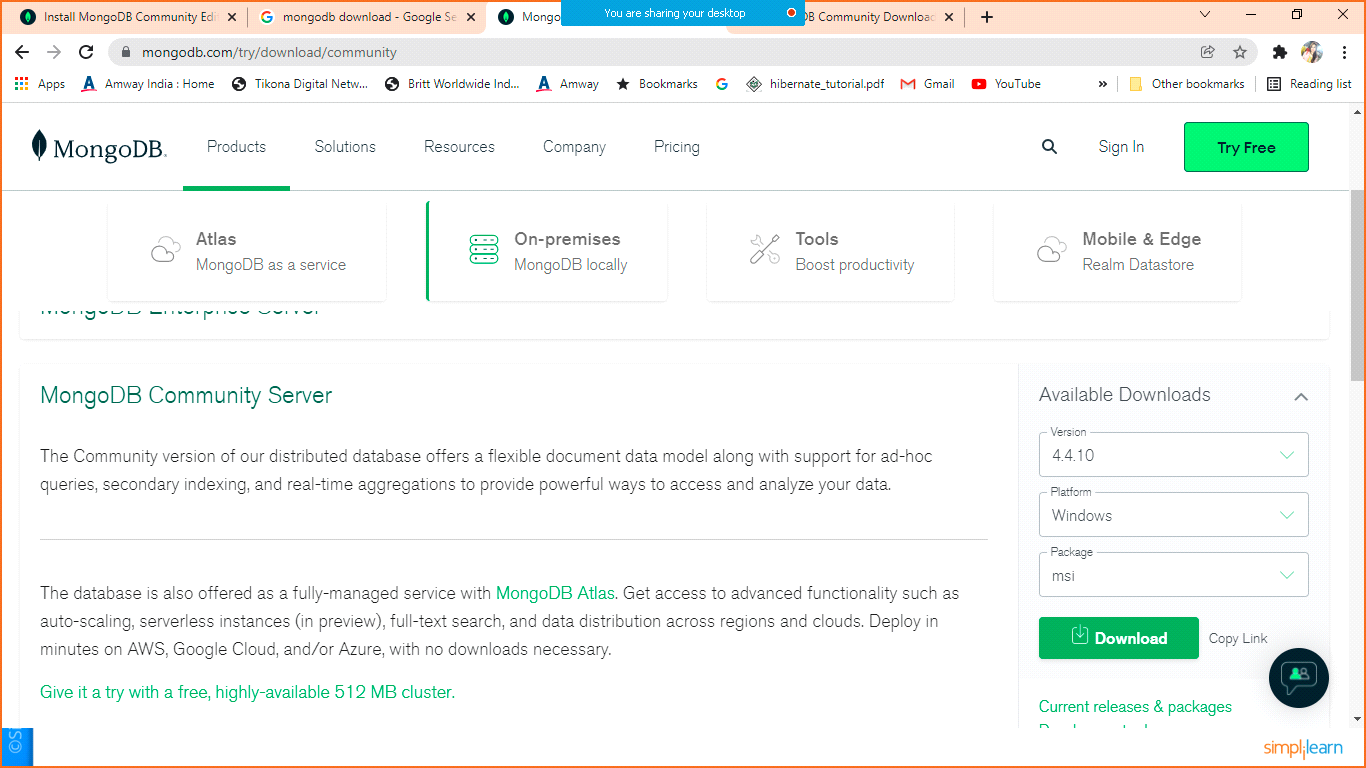 Install MongoDB Community Edi
mongodb download - Google Se
Mongo
You are sharing your desktop
DB Community Download
mongodb.com/try/download/community
Apps
Amway India : Home
Tikona Digital Netw...
Britt Worldwide Ind...
Amway
Bookmarks
hibernate_tutorial.pdf
Gmail
YouTube
»
Other bookmarks
Reading list
MongoDB.
Products
Solutions
Resources
Company
Pricing
Sign In
Try Free
Atlas
MongoDB as a service
On-premises
MongoDB locally
Tools
Boost productivity
Mobile & Edge
Realm Datastore
MongoDB Enterprise Server
MongoDB Community Server
The Community version of our distributed database offers a flexible document data model along with support for ad-hoc
queries, secondary indexing, and real-time aggregations to provide powerful ways to access and analyze your data.
The database is also offered as a fully-managed service with MongoDB Atlas. Get access to advanced functionality such as
auto-scaling, serverless instances (in preview), full-text search, and data distribution across regions and clouds. Deploy in
minutes on AWS, Google Cloud, and/or Azure, with no downloads necessary.
Give it a try with a free, highly-available 512 MB cluster.
Available Downloads
Version
4.4.10
Platform
Windows
Package
msi
Download
Copy Link
Current releases & packages
©S
simplilearn